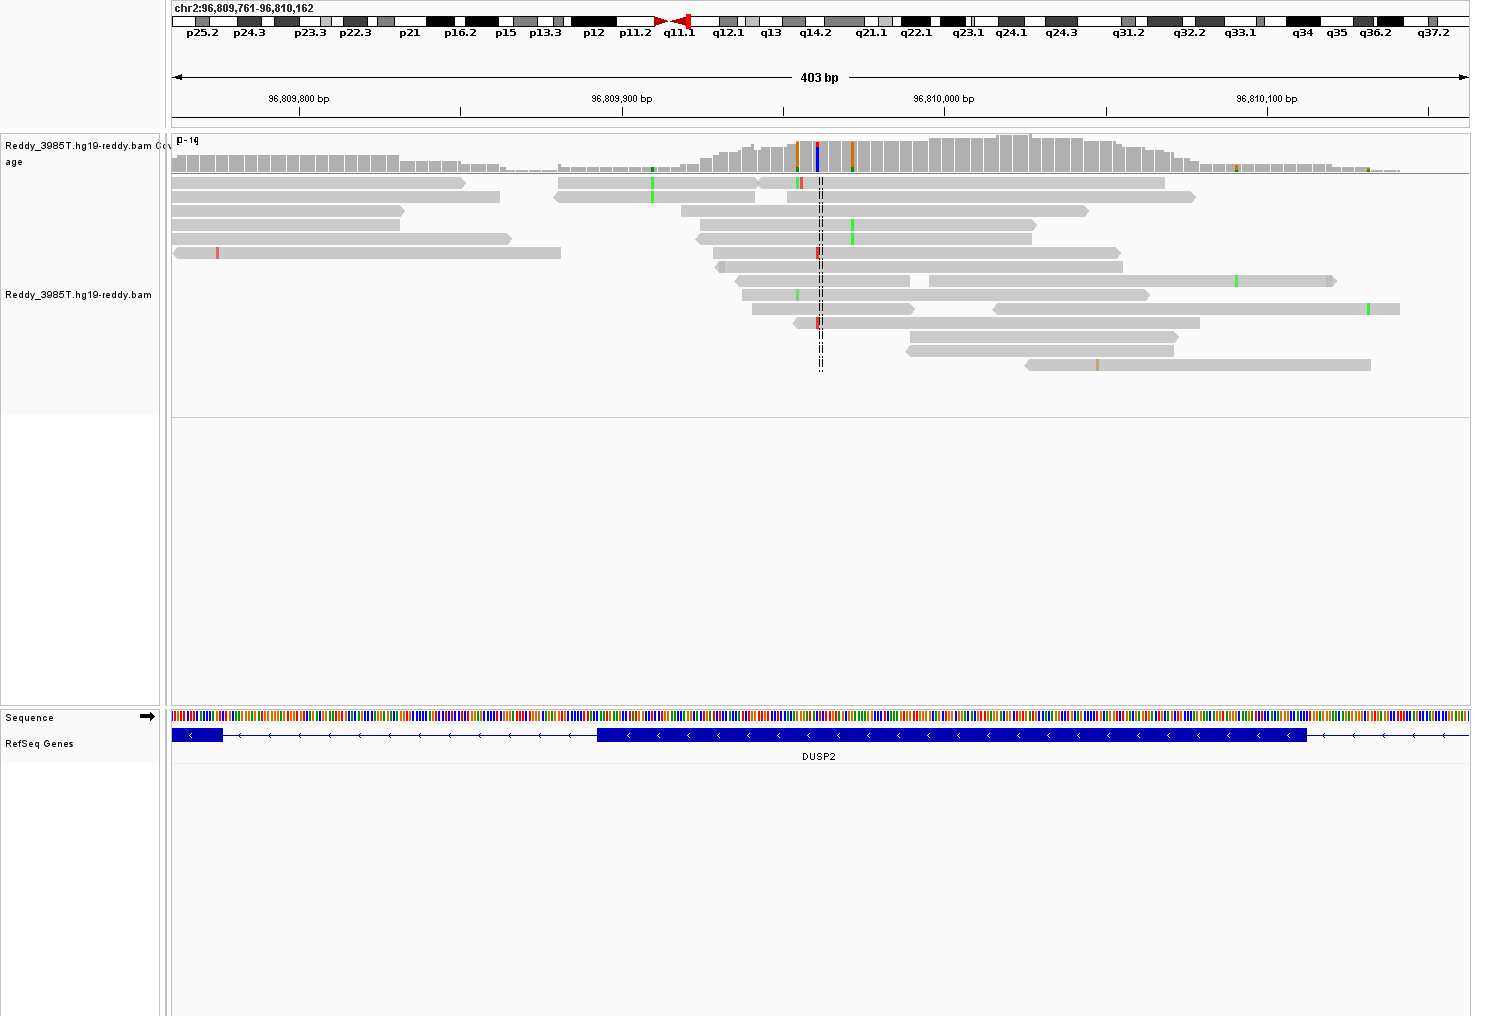 chr2:96,809,761-96,810,162
p25.2 p24.3 p23.3 p22.3 p21 p16.2 p15 p13.3 p12 p11.2 q11.1 q12.1 q13 q14.2 q21.1 q22.1 q23.1 q24.1 q24.3 q31.2 q32.2 q33.1 q34 q35 q36.2 q37.2
403 bp
96,809,800 bp 96,809,900 bp 96,810,000 bp 96,810,100 bp
Reddy_3985T.hg19-reddy.bam Cov
age
[0 - 14]
Reddy_3985T.hg19-reddy.bam
Sequence
RefSeq Genes
DUSP2